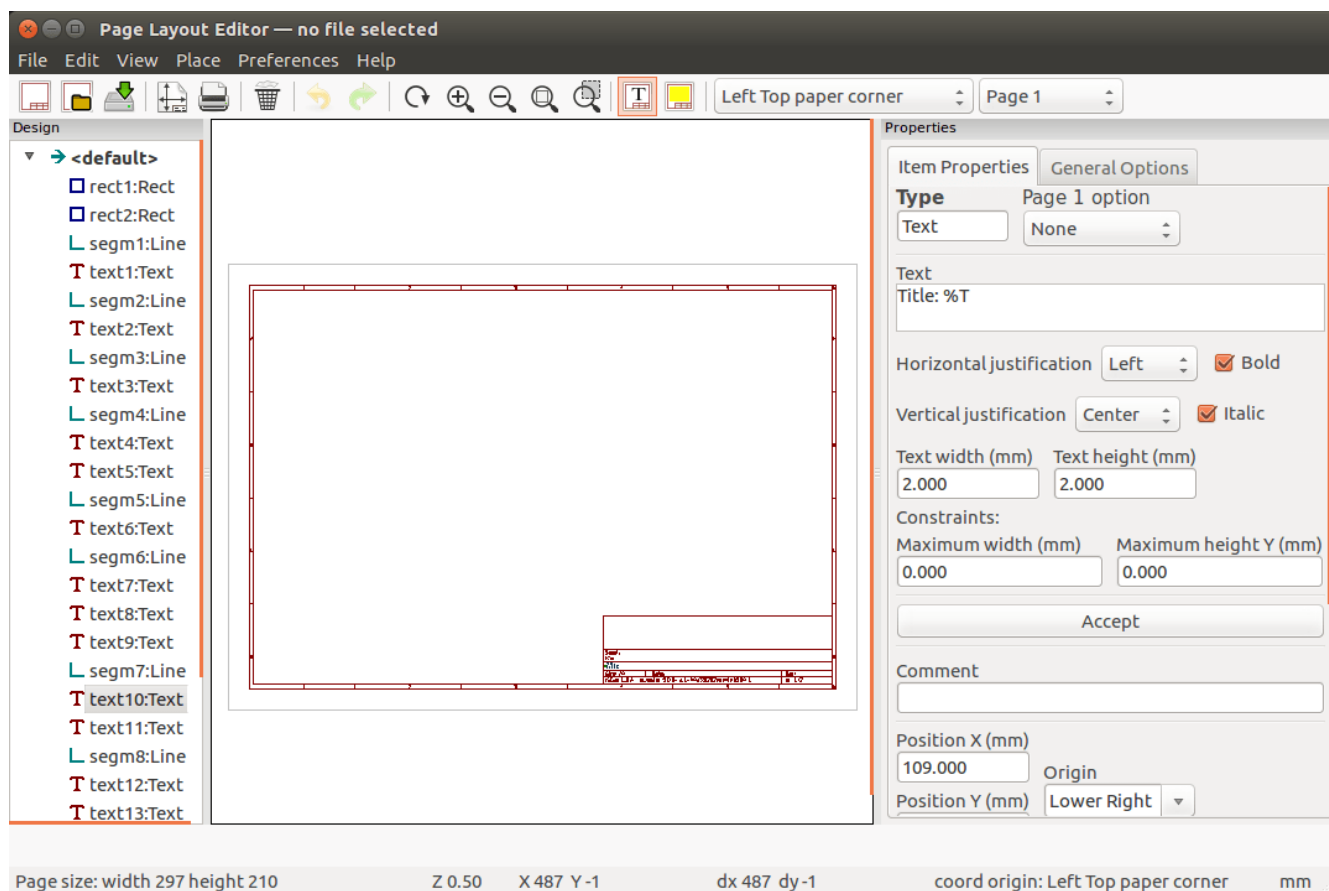 Page Layout Editor — no file selected
File Edit View Place Preferences Help
T Left Top paper corner Page 1
Design
Properties
<default>
rect1:Rect
rect2:Rect
segm1:Line
T text1:Text
segm2:Line
T text2:Text
segm3:Line
T text3:Text
segm4:Line
T text4:Text
T text5:Text
segm5:Line
T text6:Text
segm6:Line
T text7:Text
T text8:Text
T text9:Text
segm7:Line
T text10:Text
T text11:Text
segm8:Line
T text12:Text
T text13:Text
Item Properties General Options
Type Page 1 option
Text None
Text
Title: %T
Horizontal justification Left Bold
Vertical justification Center Italic
Text width (mm) Text height (mm)
2.000 2.000
Constraints:
Maximum width (mm) Maximum height Y (mm)
0.000 0.000
Accept
Comment
Position X (mm)
109.000 Origin
Position Y (mm) Lower Right
Page size: width 297 height 210 Z 0.50 X 487 Y -1 dx 487 dy -1 coord origin: Left Top paper corner mm